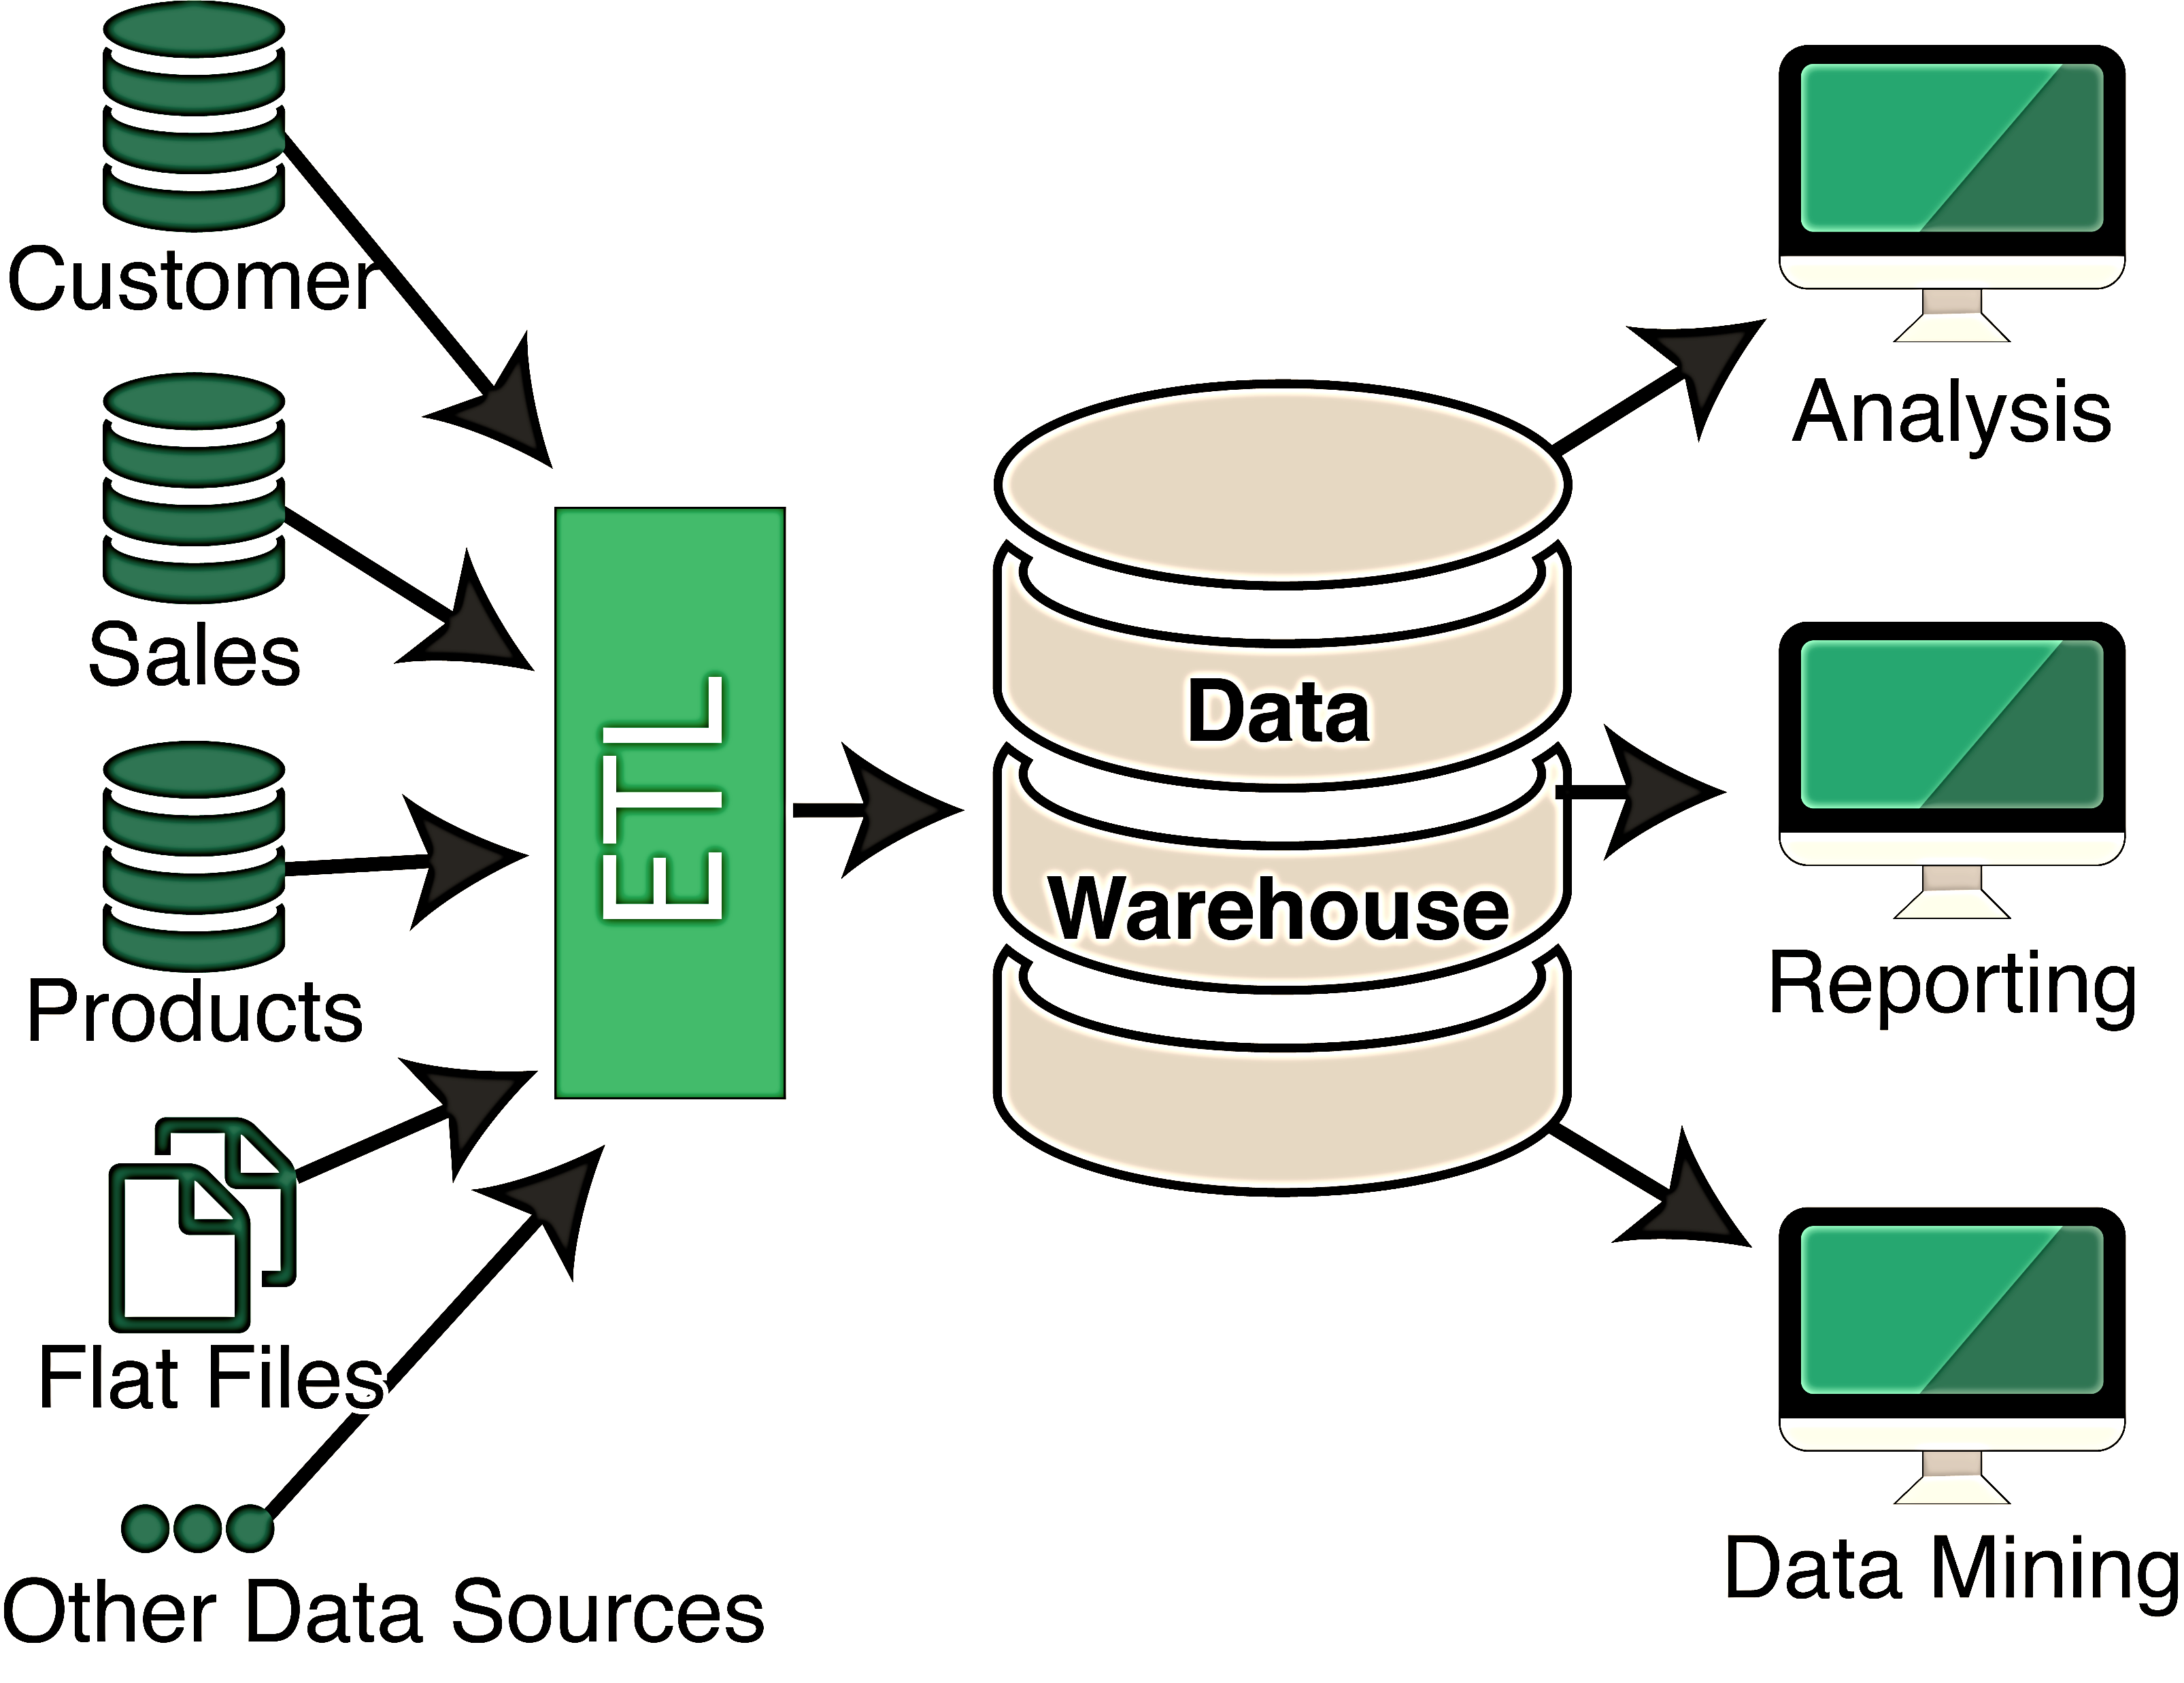 Customer
Sales
Products
Flat Files
Other Data Sources
ETL
Data
Warehouse
Analysis
Reporting
Data Mining